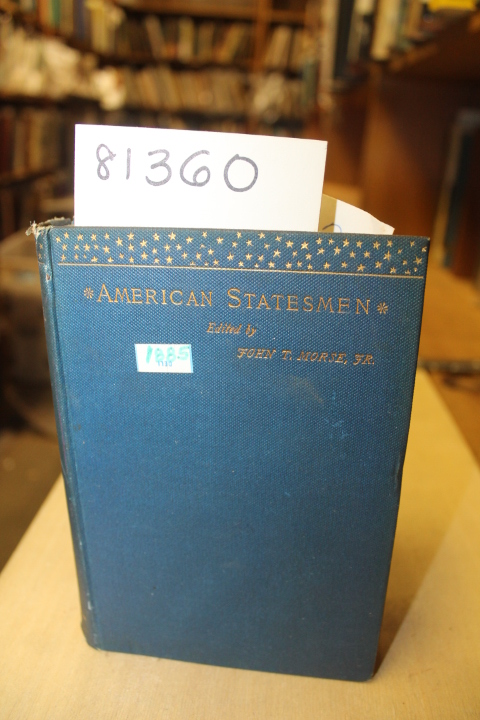 81360
*AMERICAN STATESMEN*
Edited by
JOHN T. MORSE, JR.
1885